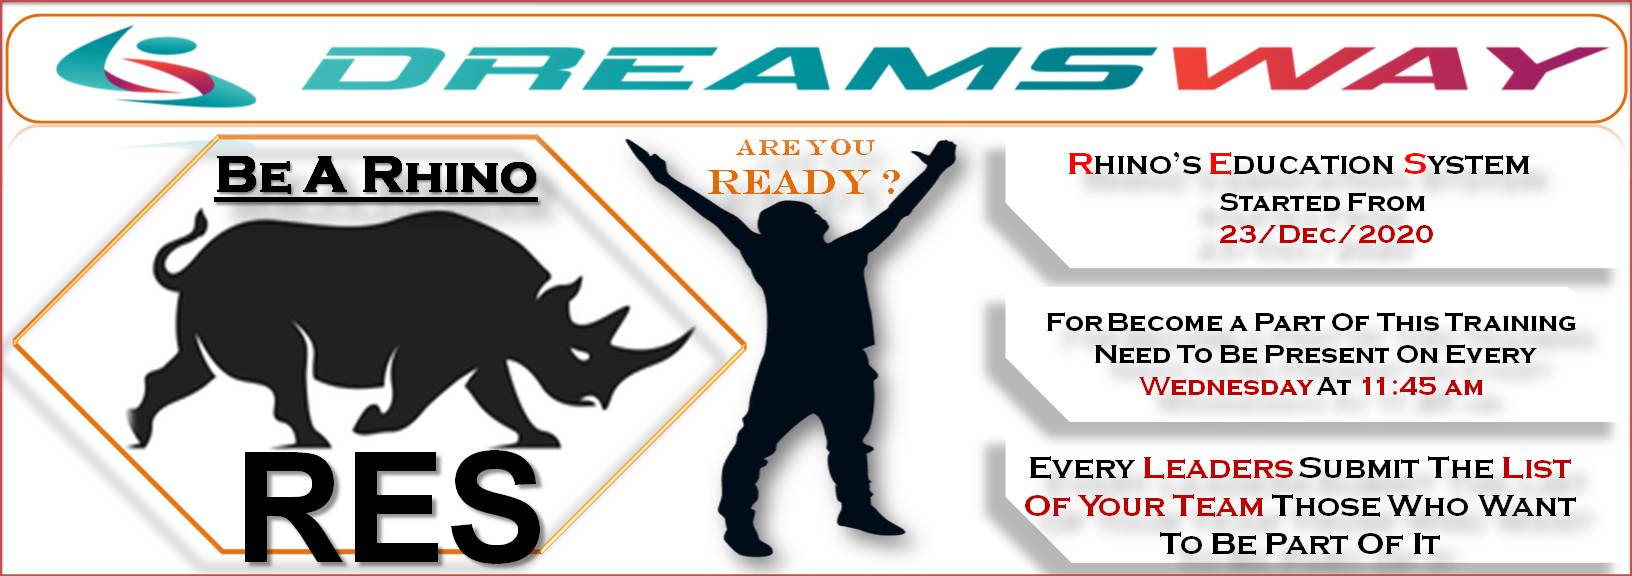 DREAMSWAY
BE A RHINO
RES
ARE YOU
READY ?
RHINO'S EDUCATION SYSTEM
STARTED FROM
23/DEC/2020
FOR BECOME A PART OF THIS TRAINING
NEED TO BE PRESENT ON EVERY
WEDNESDAY AT 11:45 AM
EVERY LEADERS SUBMIT THE LIST
OF YOUR TEAM THOSE WHO WANT
TO BE PART OF IT